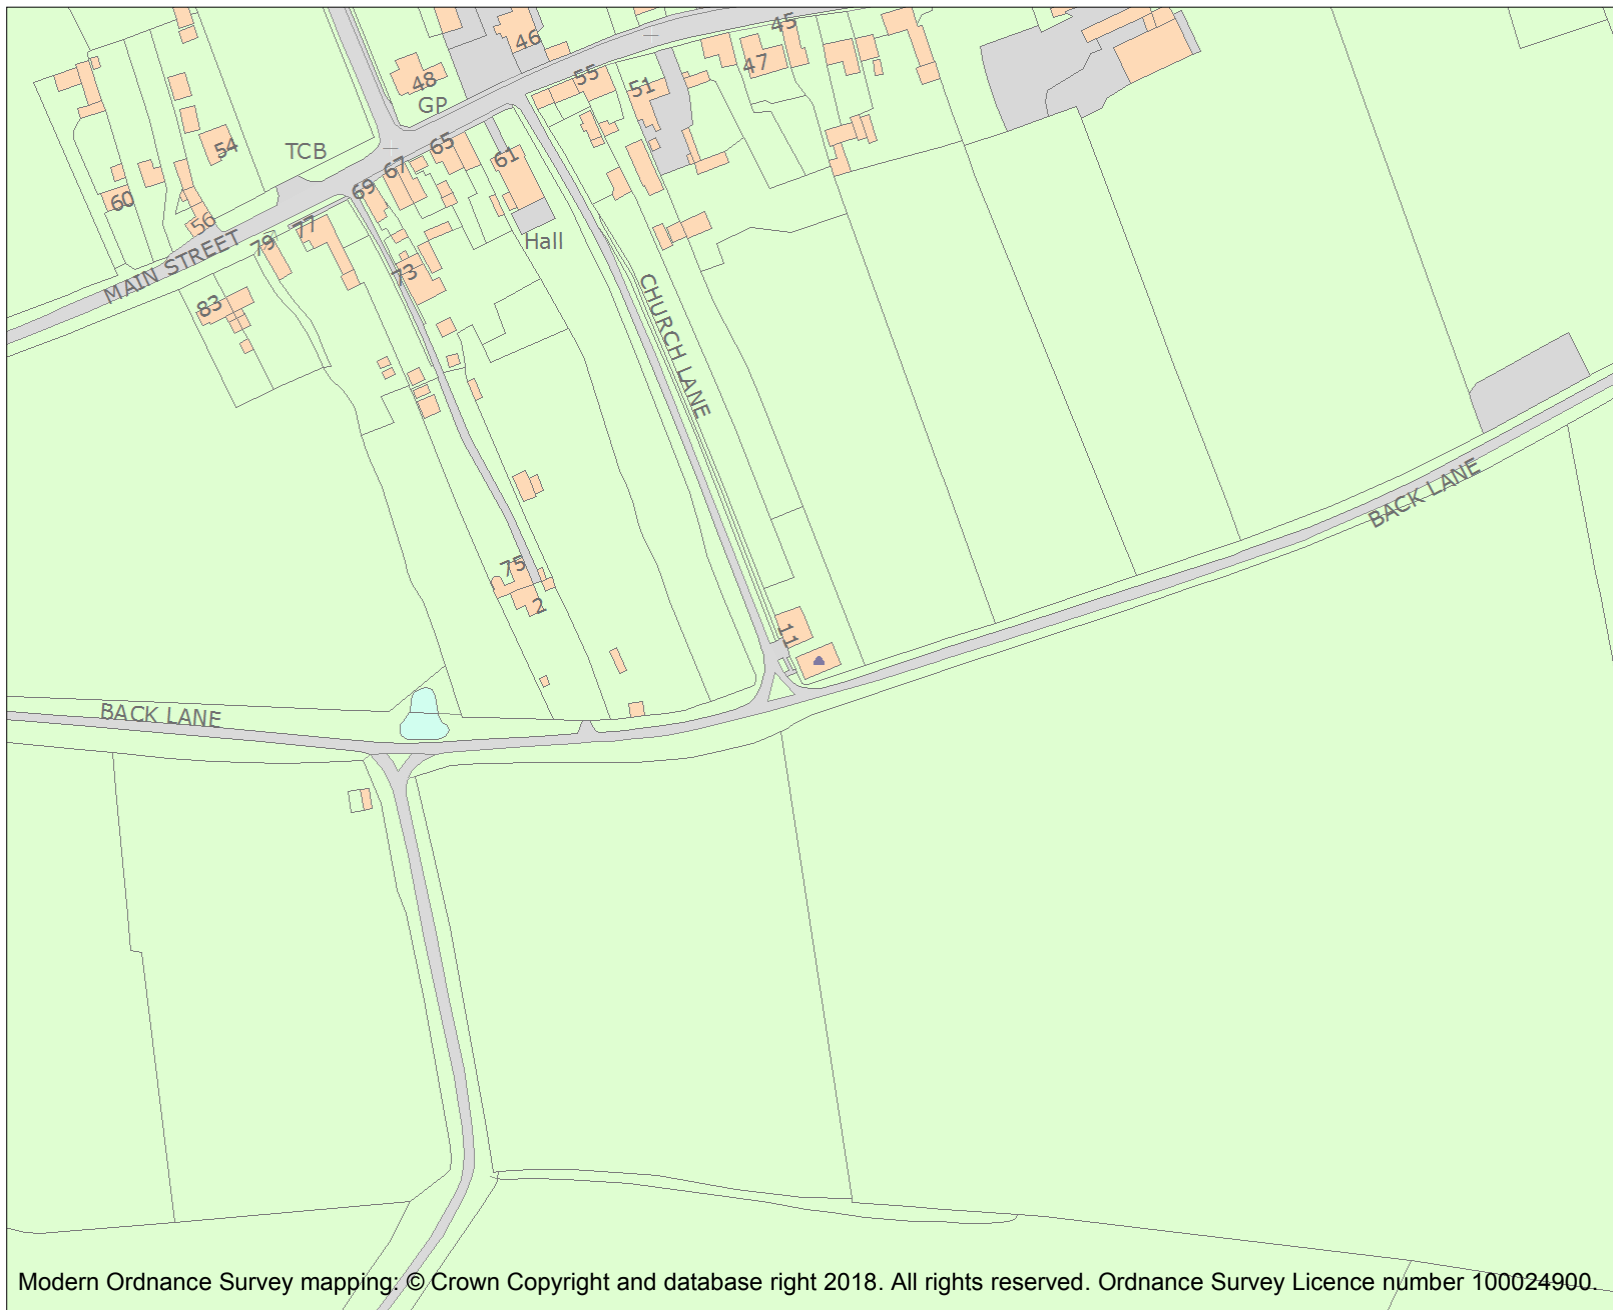 45
46
47
55
48
51
GP
54
TCB
65
61
67
69
60
56
77
Hall
79
MAIN STREET
73
83
CHURCH LANE
BACK LANE
75
2
11
BACK LANE
Modern Ordnance Survey mapping: © Crown Copyright and database right 2018. All rights reserved. Ordnance Survey Licence number 100024900.